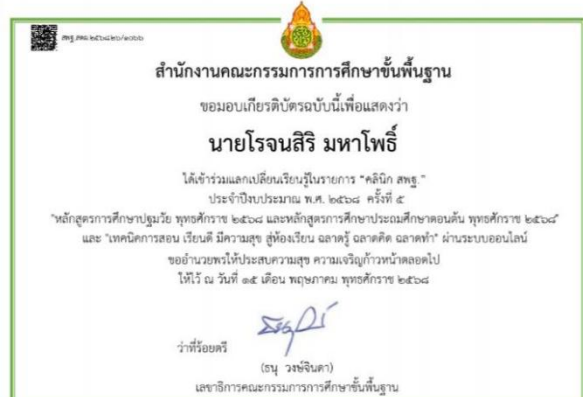 สำนักงานคณะกรรมการการศึกษาขั้นพื้นฐาน
ขอมอบเกียรติบัตรฉบับนี้เพื่อแสดงว่า
นายโรจนสิริ มหาโพธิ์
ได้เข้าร่วมแลกเปลี่ยนเรียนรู้ในรายการ "คลินิก สพฐ."
ประจำปีงบประมาณ พ.ศ. ๒๕๖๘ ครั้งที่ ๕
"หลักสูตรการศึกษาปฐมวัย พุทธศักราช ๒๕๖๘ และหลักสูตรการศึกษาประถมศึกษาตอนต้น พุทธศักราช ๒๕๖๘"
และ "เทคนิคการสอน เรียนดี มีความสุข สู่ห้องเรียน ฉลาดรู้ ฉลาดคิด ฉลาดทำ" ผ่านระบบออนไลน์
ขออำนวยพรให้ประสบความสุข ความเจริญก้าวหน้าตลอดไป
ให้ไว้ ณ วันที่ ๑๕ เดือน พฤษภาคม พุทธศักราช ๒๕๖๘
ว่าที่ร้อยตรี
(ธนุ วงษ์จินดา)
เลขาธิการคณะกรรมการการศึกษาขั้นพื้นฐาน